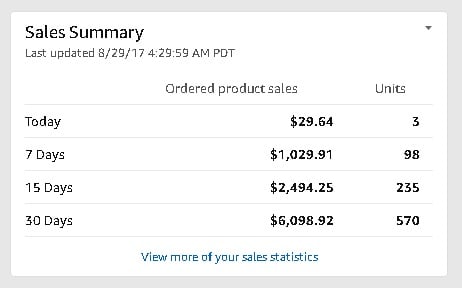 Sales Summary
Last updated 8/29/17 4:29:59 AM PDT
Ordered product sales Units
Today $29.64 3
7 Days $1,029.91 98
15 Days $2,494.25 235
30 Days $6,098.92 570
View more of your sales statistics